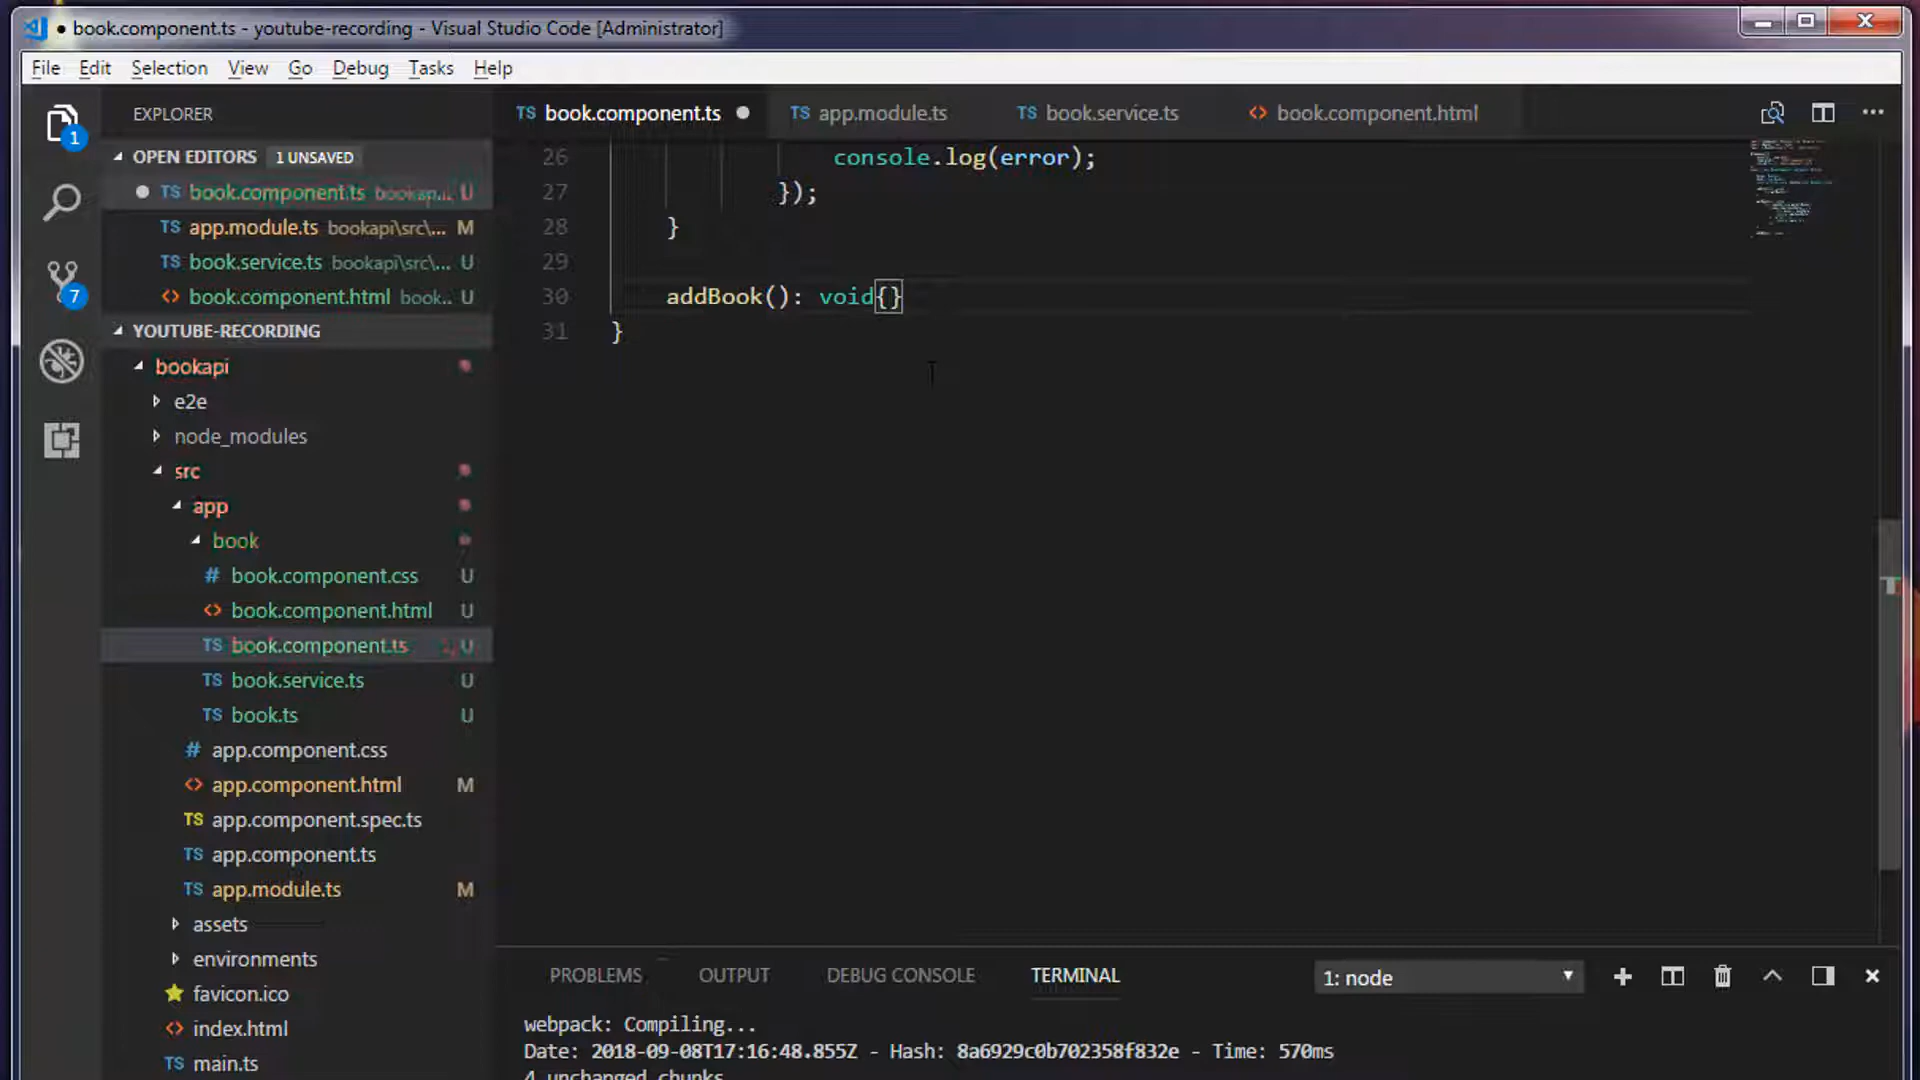 book.component.ts - youtube-recording - Visual Studio Code [Administrator]
File Edit Selection View Go Debug Tasks Help
EXPLORER
TS book.component.ts
TS app.module.ts
TS book.service.ts
<> book.component.html
1
OPEN EDITORS 1 UNSAVED
TS book.component.ts bookap... U
TS app.module.ts bookapi\src\... M
TS book.service.ts bookapi\src\... U
<> book.component.html book... U
7
YOUTUBE-RECORDING
bookapi
e2e
node_modules
src
app
book
# book.component.css U
<> book.component.html U
TS book.component.ts U
TS book.service.ts U
TS book.ts U
# app.component.css
<> app.component.html M
TS app.component.spec.ts
TS app.component.ts
TS app.module.ts M
assets
environments
favicon.ico
<> index.html
TS main.ts
26 console.log(error);
27 });
28 }
29
30 addBook(): void{}
31 }
PROBLEMS OUTPUT DEBUG CONSOLE TERMINAL 1: node
webpack: Compiling...
Date: 2018-09-08T17:16:48.855Z - Hash: 8a6929c0b702358f832e - Time: 570ms
4 unchanged chunks